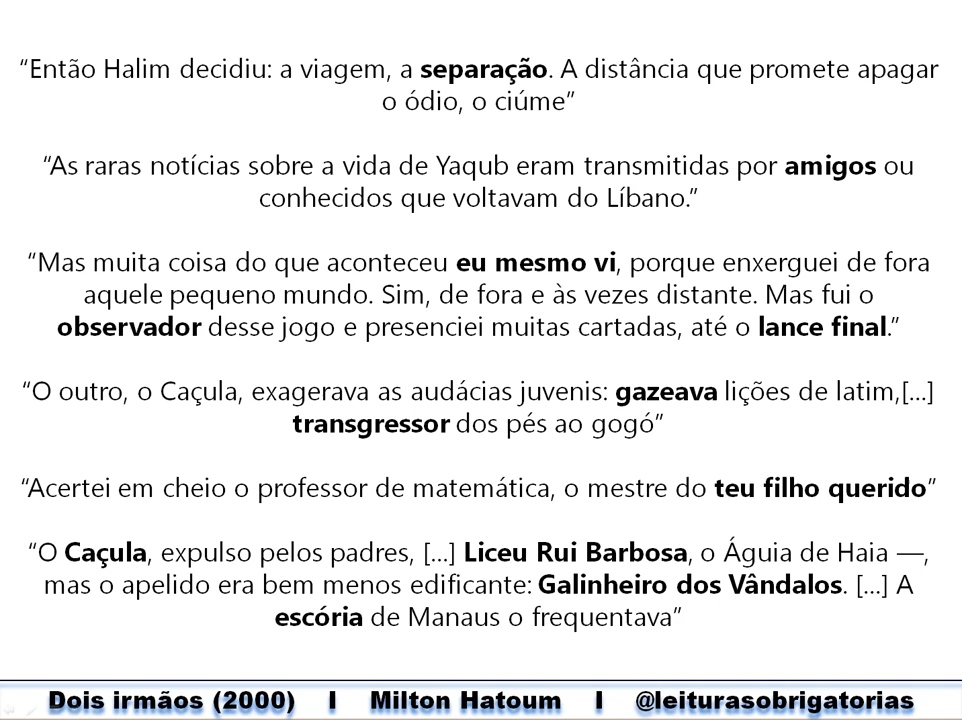 “Então Halim decidiu: a viagem, a separação. A distância que promete apagar
o ódio, o ciúme”
“As raras notícias sobre a vida de Yaqub eram transmitidas por amigos ou
conhecidos que voltavam do Líbano.”
“Mas muita coisa do que aconteceu eu mesmo vi, porque enxerguei de fora
aquele pequeno mundo. Sim, de fora e às vezes distante. Mas fui o
observador desse jogo e presenciei muitas cartadas, até o lance final.”
“O outro, o Caçula, exagerava as audácias juvenis: gazeava lições de latim,[...]
transgressor dos pés ao gogó”
“Acertei em cheio o professor de matemática, o mestre do teu filho querido”
“O Caçula, expulso pelos padres, [...] Liceu Rui Barbosa, o Águia de Haia —,
mas o apelido era bem menos edificante: Galinheiro dos Vândalos. [...] A
escória de Manaus o frequentava”
Dois irmãos (2000) I Milton Hatoum I @leiturasobrigatorias